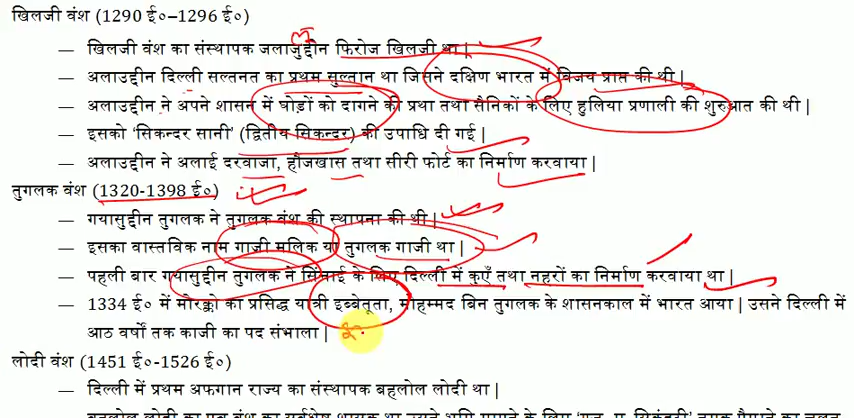 खिलजी वंश (1290 ई०–1296 ई०)
— खिलजी वंश का संस्थापक जलाजुद्दीन फिरोज खिलजी था |
— अलाउद्दीन दिल्ली सल्तनत का प्रथम सुल्तान था जिसने दक्षिण भारत में विजय प्राप्त की थी |
— अलाउद्दीन ने अपने शासन में घोड़ों को दागने की प्रथा तथा सैनिकों के लिए हुलिया प्रणाली की शुरुआत की थी |
— इसको ‘सिकन्दर सानी’ (द्वितीय सिकन्दर) की उपाधि दी गई |
— अलाउद्दीन ने अलाई दरवाजा, हौजखास तथा सीरी फोर्ट का निर्माण करवाया |
तुगलक वंश (1320-1398 ई०)
— गयासुद्दीन तुगलक ने तुगलक वंश की स्थापना की थी |
— इसका वास्तविक नाम गाजी मलिक या तुगलक गाजी था |
— पहली बार गयासुद्दीन तुगलक ने सिंचाई के लिए दिल्ली में कुएँ तथा नहरों का निर्माण करवाया था |
— 1334 ई० में मोरक्को का प्रसिद्ध यात्री इब्बेतूता, मोहम्मद बिन तुगलक के शासनकाल में भारत आया | उसने दिल्ली में
आठ वर्षों तक काजी का पद संभाला |
लोदी वंश (1451 ई०-1526 ई०)
— दिल्ली में प्रथम अफगान राज्य का संस्थापक बहलोल लोदी था |